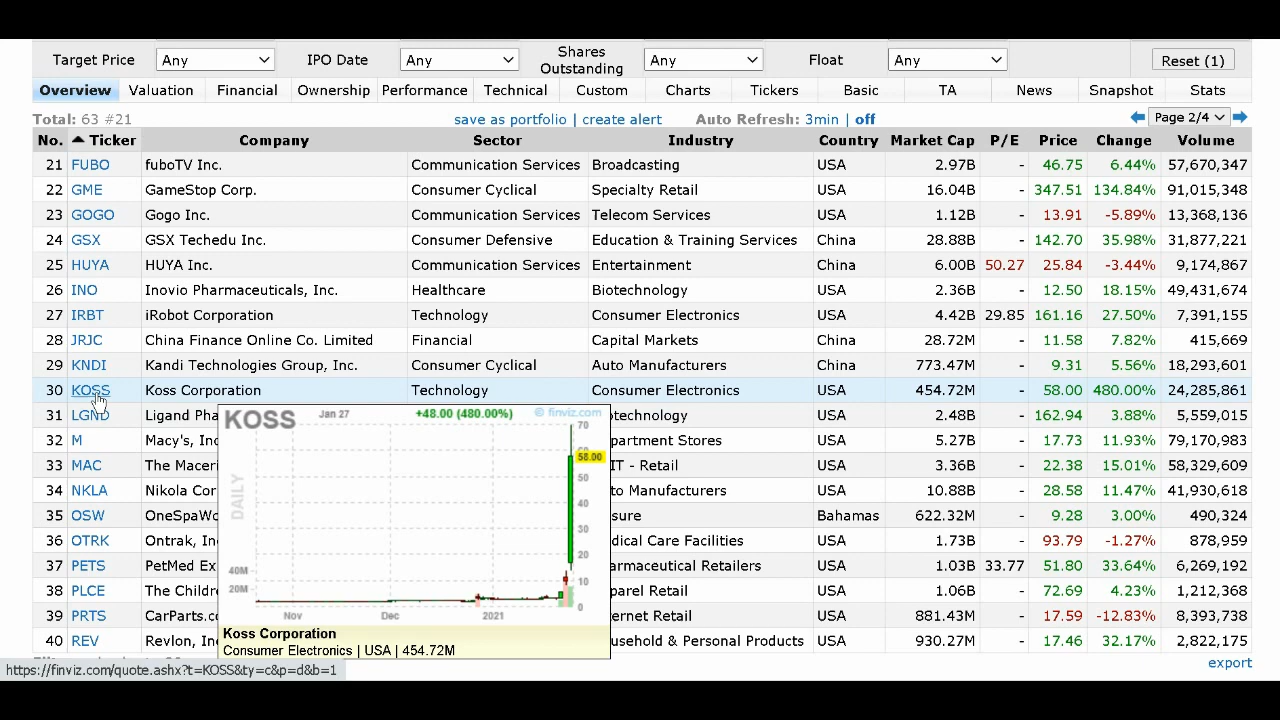 Target Price Any IPO Date Any Shares Outstanding Any Float Any Reset (1)
Overview Valuation Financial Ownership Performance Technical Custom Charts Tickers Basic TA News Snapshot Stats
Total: 63 #21 save as portfolio | create alert Auto Refresh: 3min | off Page 2/4
No. Ticker Company Sector Industry Country Market Cap P/E Price Change Volume
21 FUBO fuboTV Inc. Communication Services Broadcasting USA 2.97B - 46.75 6.44% 57,670,347
22 GME GameStop Corp. Consumer Cyclical Specialty Retail USA 16.04B - 347.51 134.84% 91,015,348
23 GOGO Gogo Inc. Communication Services Telecom Services USA 1.12B - 13.91 -5.89% 13,368,136
24 GSX GSX Techedu Inc. Consumer Defensive Education & Training Services China 28.88B - 142.70 35.98% 31,877,221
25 HUYA HUYA Inc. Communication Services Entertainment China 6.00B 50.27 25.84 -3.44% 9,174,867
26 INO Inovio Pharmaceuticals, Inc. Healthcare Biotechnology USA 2.36B - 12.50 18.15% 49,431,674
27 IRBT iRobot Corporation Technology Consumer Electronics USA 4.42B 29.85 161.16 27.50% 7,391,155
28 JRJC China Finance Online Co. Limited Financial Capital Markets China 28.72M - 11.58 7.82% 415,669
29 KNDI Kandi Technologies Group, Inc. Consumer Cyclical Auto Manufacturers China 773.47M - 9.31 5.56% 18,293,601
30 KOSS Koss Corporation Technology Consumer Electronics USA 454.72M - 58.00 480.00% 24,285,861
31 LGND Ligand Pha otechnology USA 2.48B - 162.94 3.88% 5,559,015
32 M Macy's, Inc partment Stores USA 5.27B - 17.73 11.93% 79,170,983
33 MAC The Maceri IT - Retail USA 3.36B - 22.38 15.01% 58,329,609
34 NKLA Nikola Cor to Manufacturers USA 10.88B - 28.58 11.47% 41,930,618
35 OSW OneSpaWo sure Bahamas 622.32M - 9.28 3.00% 490,324
36 OTRK Ontrak, In dical Care Facilities USA 1.73B - 93.79 -1.27% 878,959
37 PETS PetMed Ex armaceutical Retailers USA 1.03B 33.77 51.80 33.64% 6,269,192
38 PLCE The Childre parel Retail USA 1.06B - 72.69 4.23% 1,212,368
39 PRTS CarParts.co ernet Retail USA 881.43M - 17.59 -12.83% 8,393,738
40 REV Revlon, Inc usehold & Personal Products USA 930.27M - 17.46 32.17% 2,822,175
KOSS Jan 27 +48.00 (480.00%) © finviz.com
DAILY
70
58.00
50
40
30
20
10
0
40M
20M
Nov Dec 2021
Koss Corporation
Consumer Electronics | USA | 454.72M
https://finviz.com/quote.ashx?t=KOSS&ty=c&p=d&b=1
export